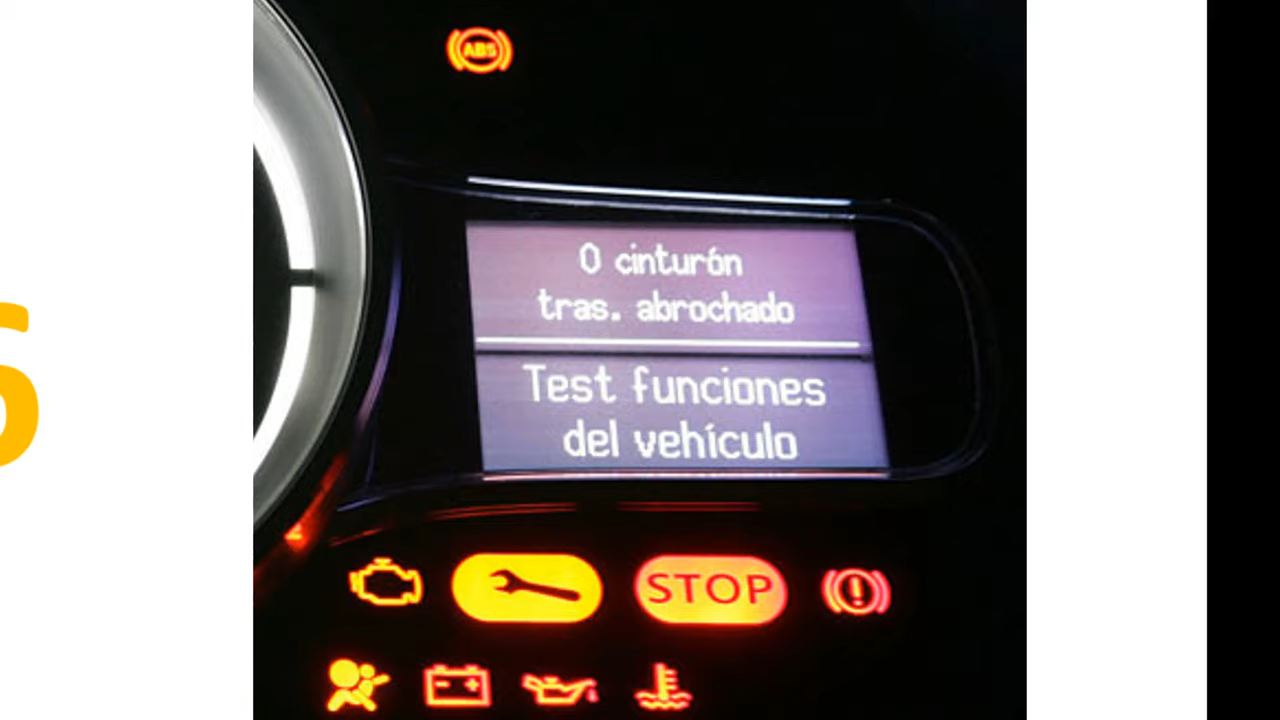 ABS
0 cinturón
tras. abrochado
Test funciones
del vehículo
STOP